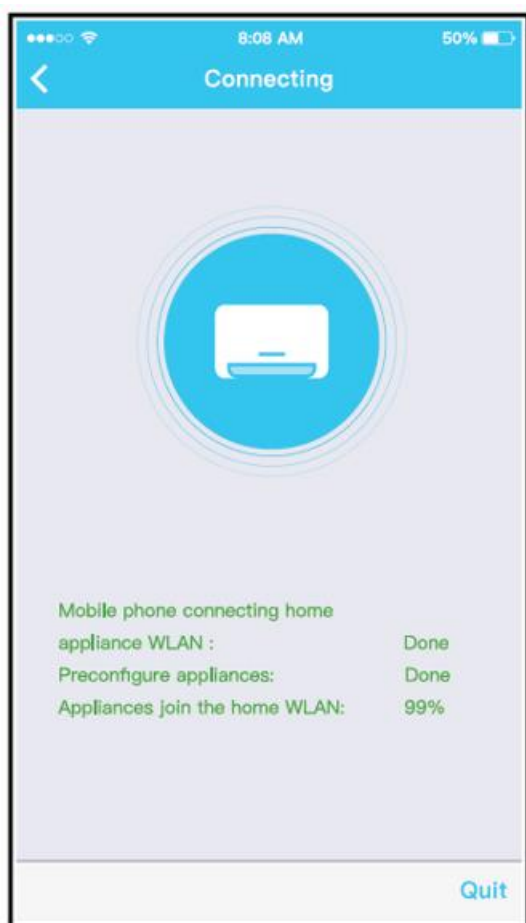 8:08 AM 50%
Connecting
Mobile phone connecting home
appliance WLAN : Done
Preconfigure appliances: Done
Appliances join the home WLAN: 99%
Quit